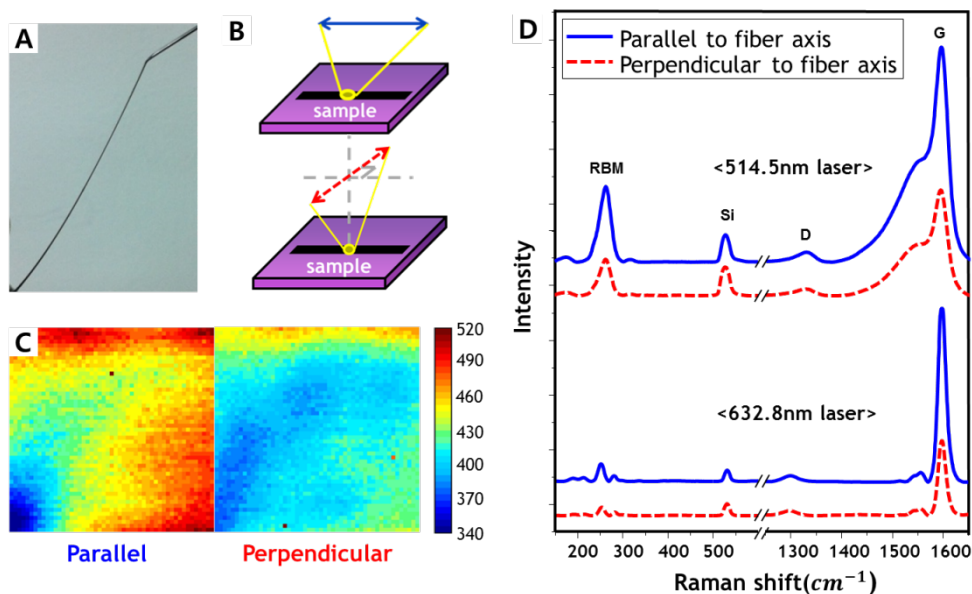 A
B
sample
sample
C
520
490
460
430
400
370
340
Parallel
Perpendicular
D
Parallel to fiber axis
Perpendicular to fiber axis
G
<514.5nm laser>
RBM
Si
D
<632.8nm laser>
Intensity
200 300 400 500 1300 1400 1500 1600
Raman shift(cm⁻¹)